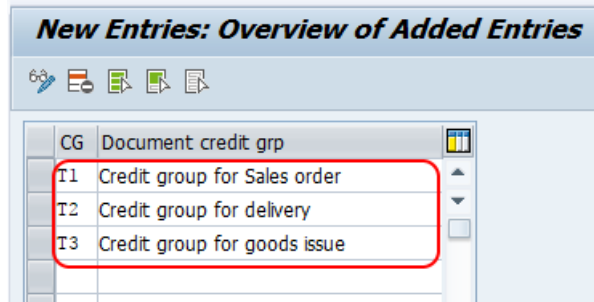 New Entries: Overview of Added Entries
CG Document credit grp
T1 Credit group for Sales order
T2 Credit group for delivery
T3 Credit group for goods issue